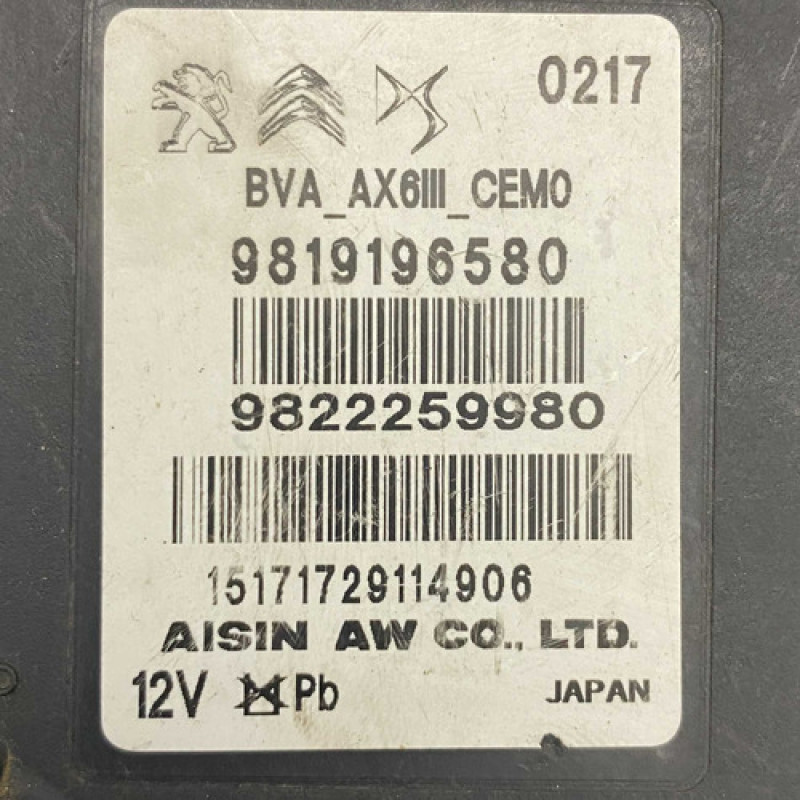 0217
BVA_AX6III_CEM0
9819196580
9822259980
15171729114906
AISIN AW CO., LTD.
12V Pb JAPAN